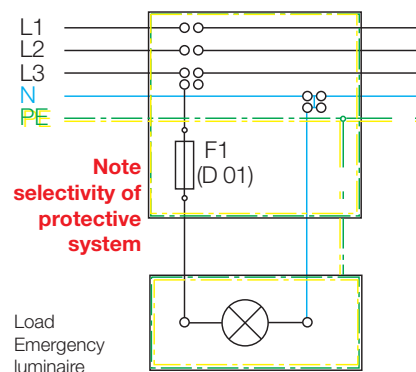 L1
L2
L3
N
PE
F1
(D 01)
Note
selectivity of
protective
system
Load
Emergency
luminaire